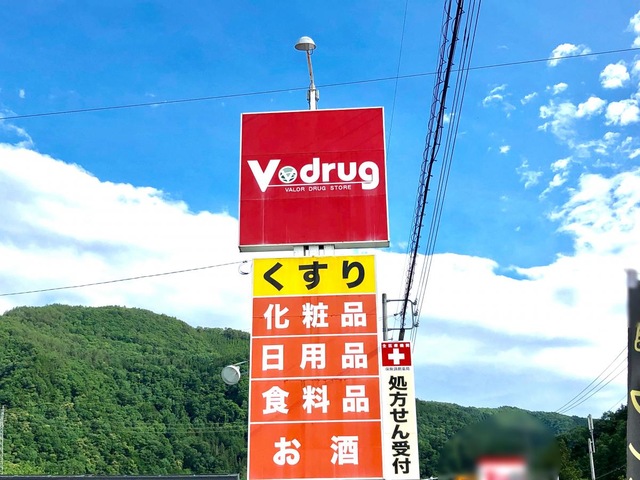 Vdrug
VALOR DRUG STORE
くすり
化粧品
日用品
食料品
お酒
処方せん受付